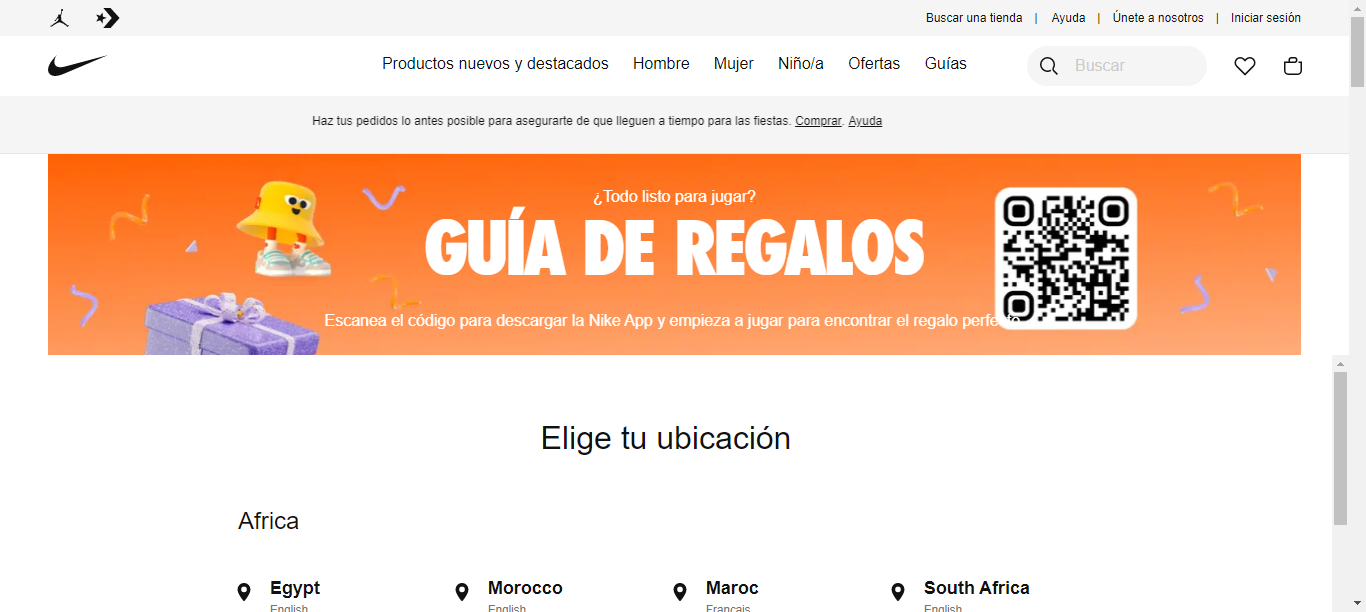 Buscar una tienda | Ayuda | Únete a nosotros | Iniciar sesión
Productos nuevos y destacados Hombre Mujer Niño/a Ofertas Guías Buscar
Haz tus pedidos lo antes posible para asegurarte de que lleguen a tiempo para las fiestas. Comprar. Ayuda
¿Todo listo para jugar?
GUÍA DE REGALOS
Escanea el código para descargar la Nike App y empieza a jugar para encontrar el regalo perfecto
Elige tu ubicación
Africa
Egypt Morocco Maroc South Africa
English English Français English